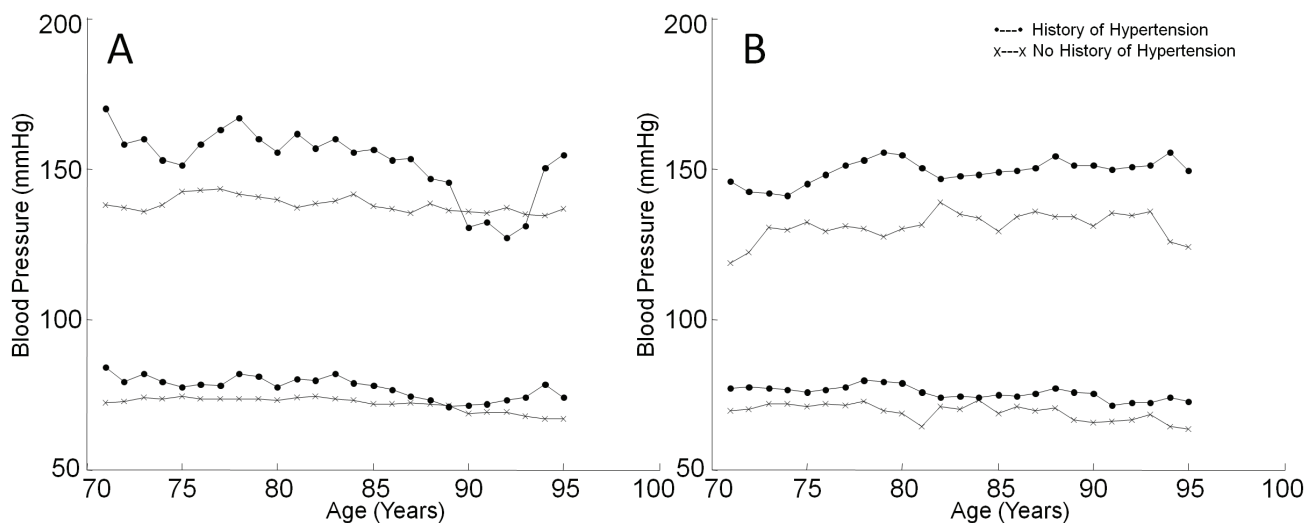 A
Blood Pressure (mmHg)
200
150
100
50
70 75 80 85 90 95 100
Age (Years)
B
•---• History of Hypertension
x---x No History of Hypertension
Blood Pressure (mmHg)
200
150
100
50
70 75 80 85 90 95 100
Age (Years)